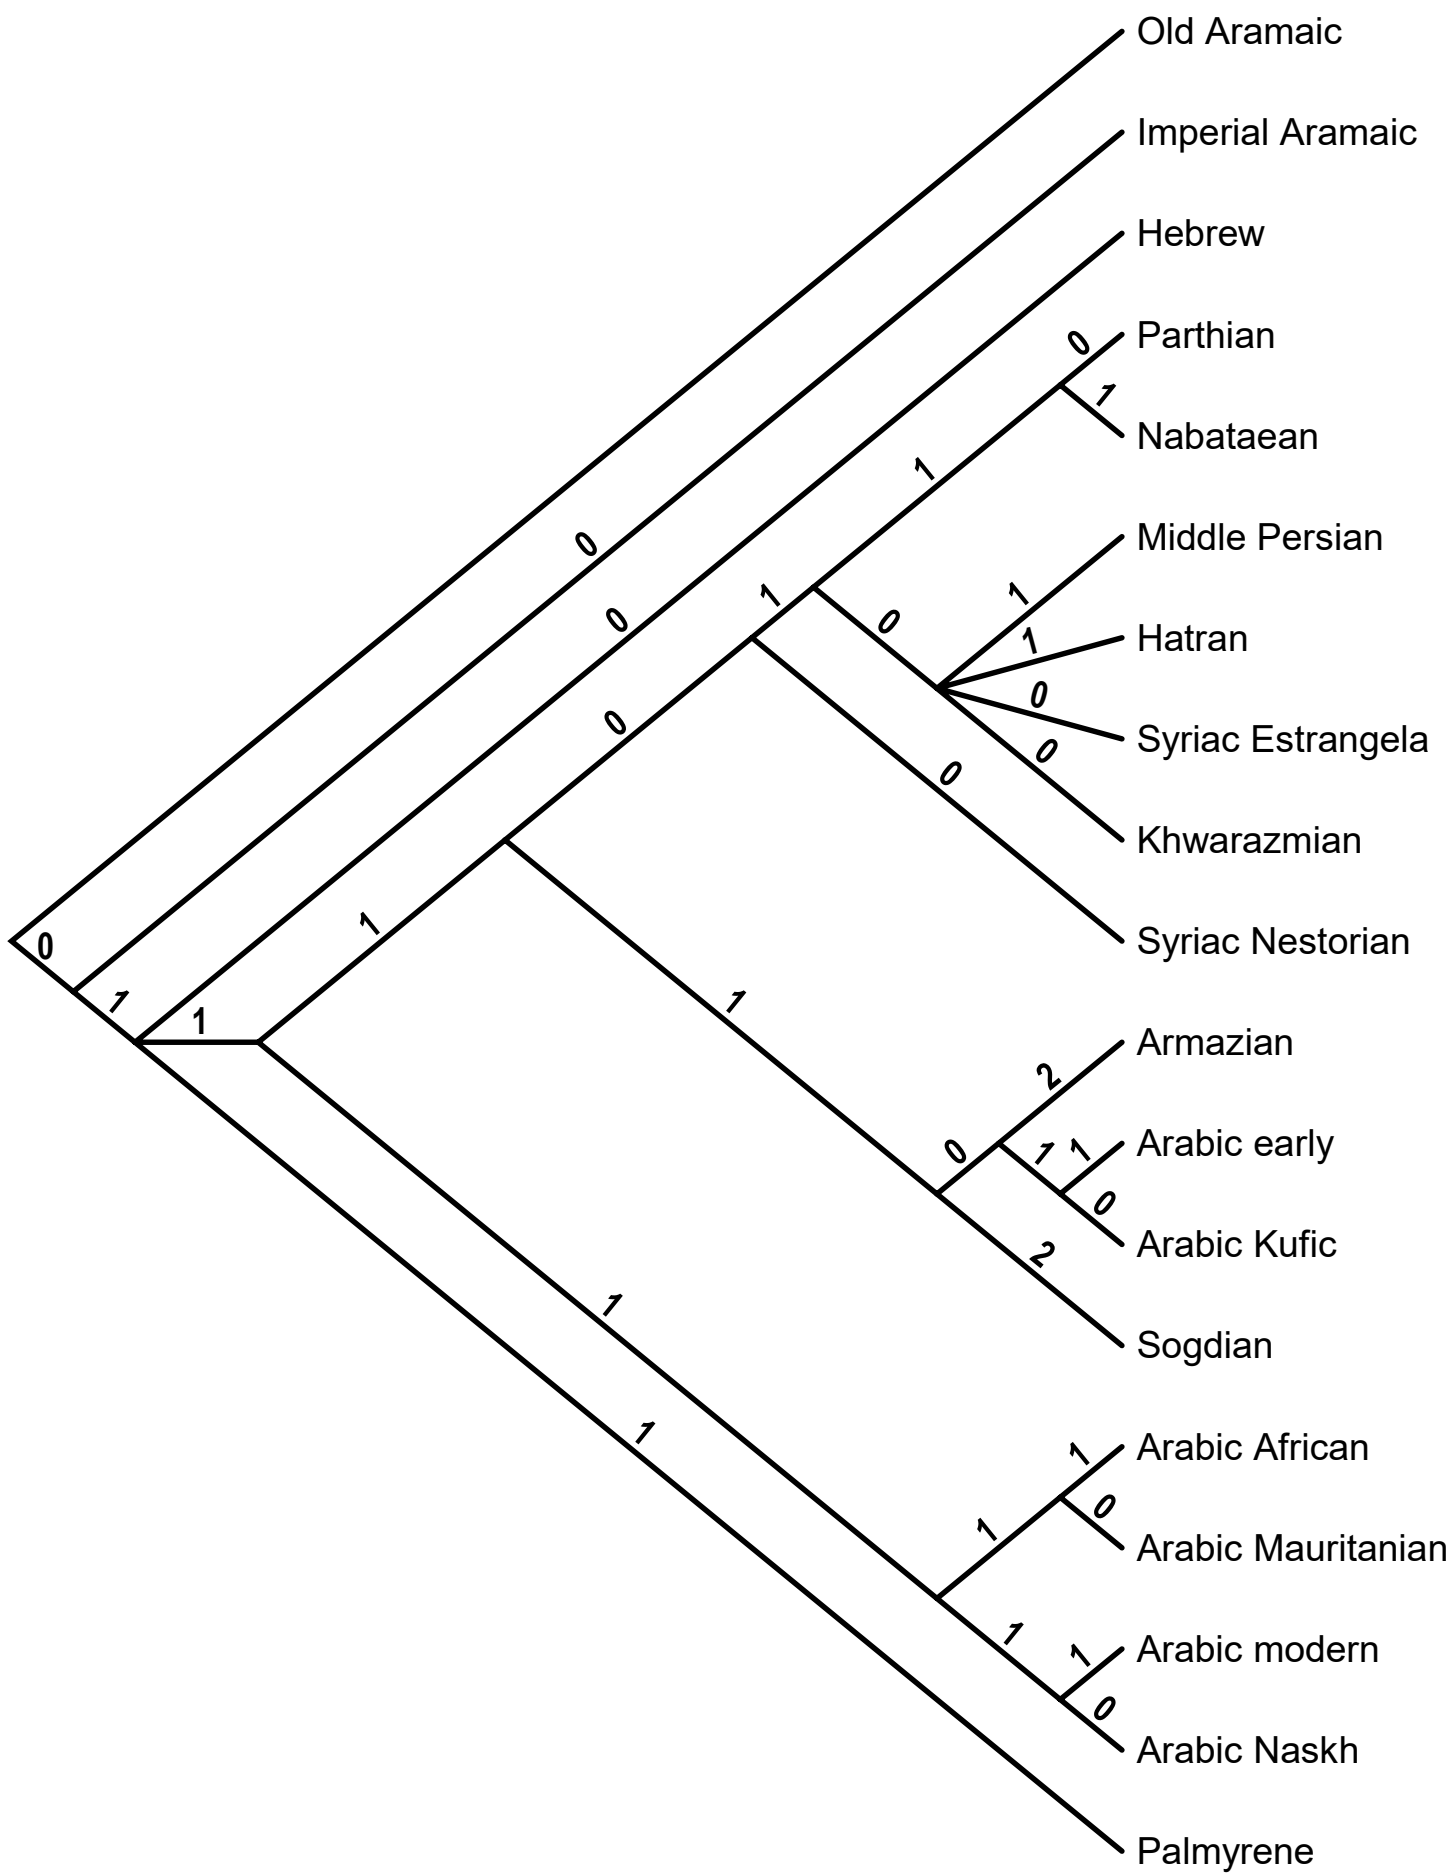 Old Aramaic
Imperial Aramaic
Hebrew
0
Parthian
1
Nabataean
1
Middle Persian
0
1
1
0
1
Hatran
0
0
Syriac Estrangela
0
0
0
Khwarazmian
1
0
Syriac Nestorian
1
1
1
Armazian
2
0
1
1
Arabic early
0
Arabic Kufic
2
1
Sogdian
1
1
Arabic African
0
1
Arabic Mauritanian
1
1
Arabic modern
0
Arabic Naskh
Palmyrene